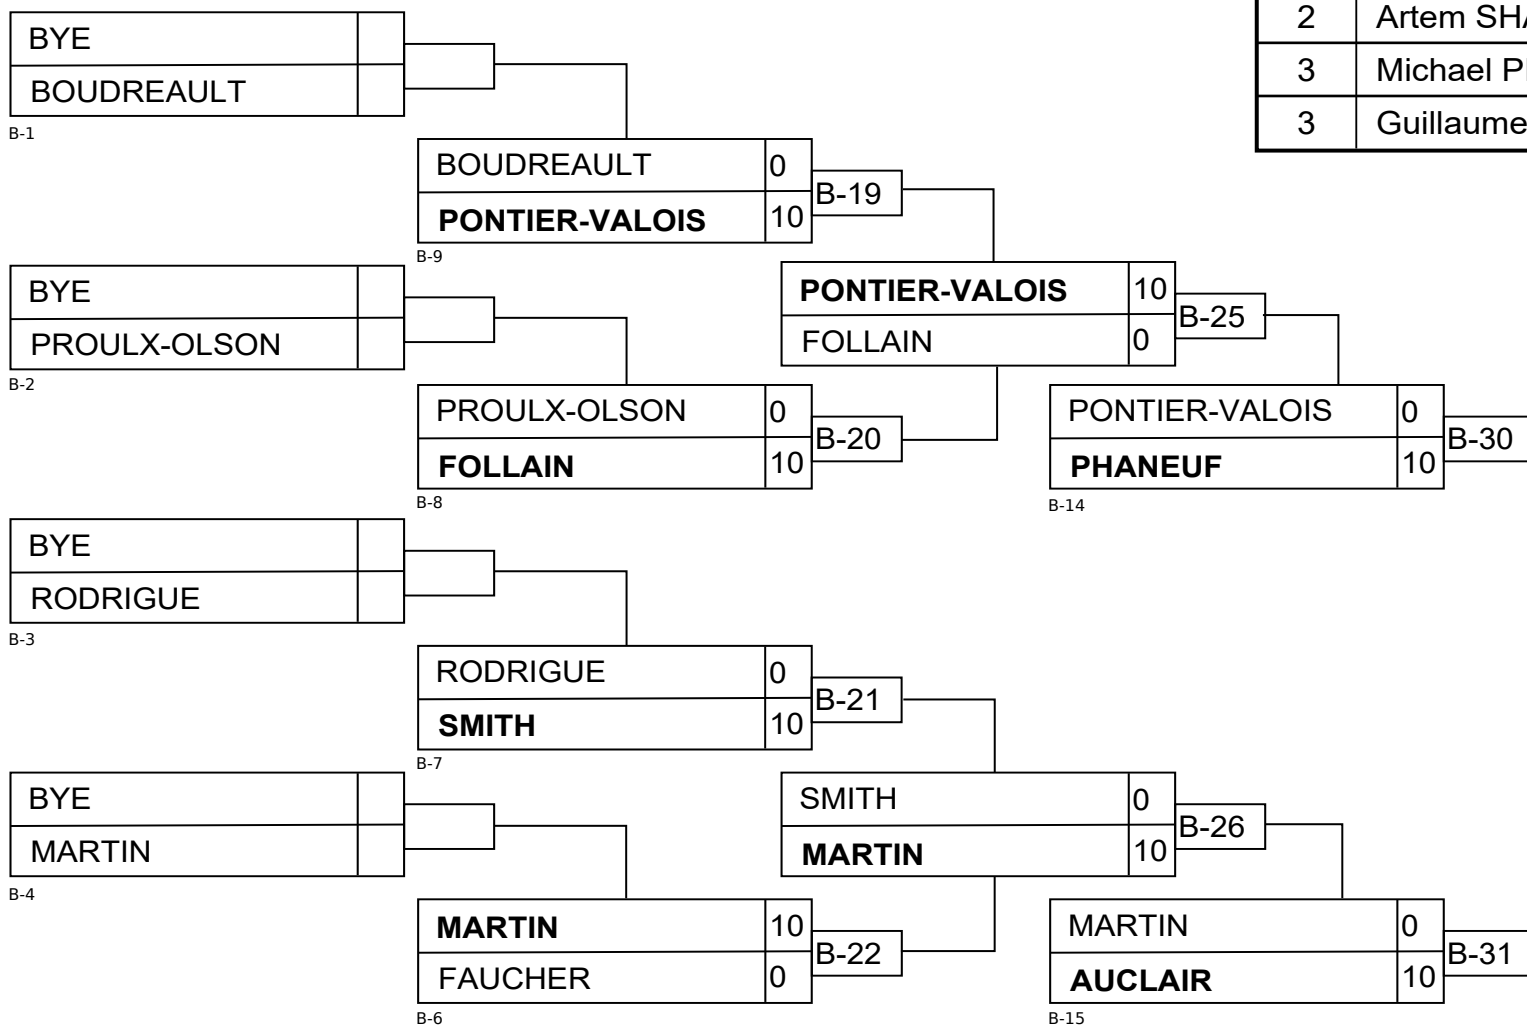 2 Artem
3 Michael
3 Guillaume
BYE
BOUDREAULT
B-1
BOUDREAULT 0
PONTIER-VALOIS 10
B-19
B-9
BYE
PROULX-OLSON
B-2
PONTIER-VALOIS 10
FOLLAIN 0
B-25
PROULX-OLSON 0
FOLLAIN 10
B-20
B-8
PONTIER-VALOIS 0
PHANEUF 10
B-30
B-14
BYE
RODRIGUE
B-3
RODRIGUE 0
SMITH 10
B-21
B-7
BYE
MARTIN
B-4
SMITH 0
MARTIN 10
B-26
MARTIN 10
FAUCHER 0
B-22
B-6
MARTIN 0
AUCLAIR 10
B-31
B-15